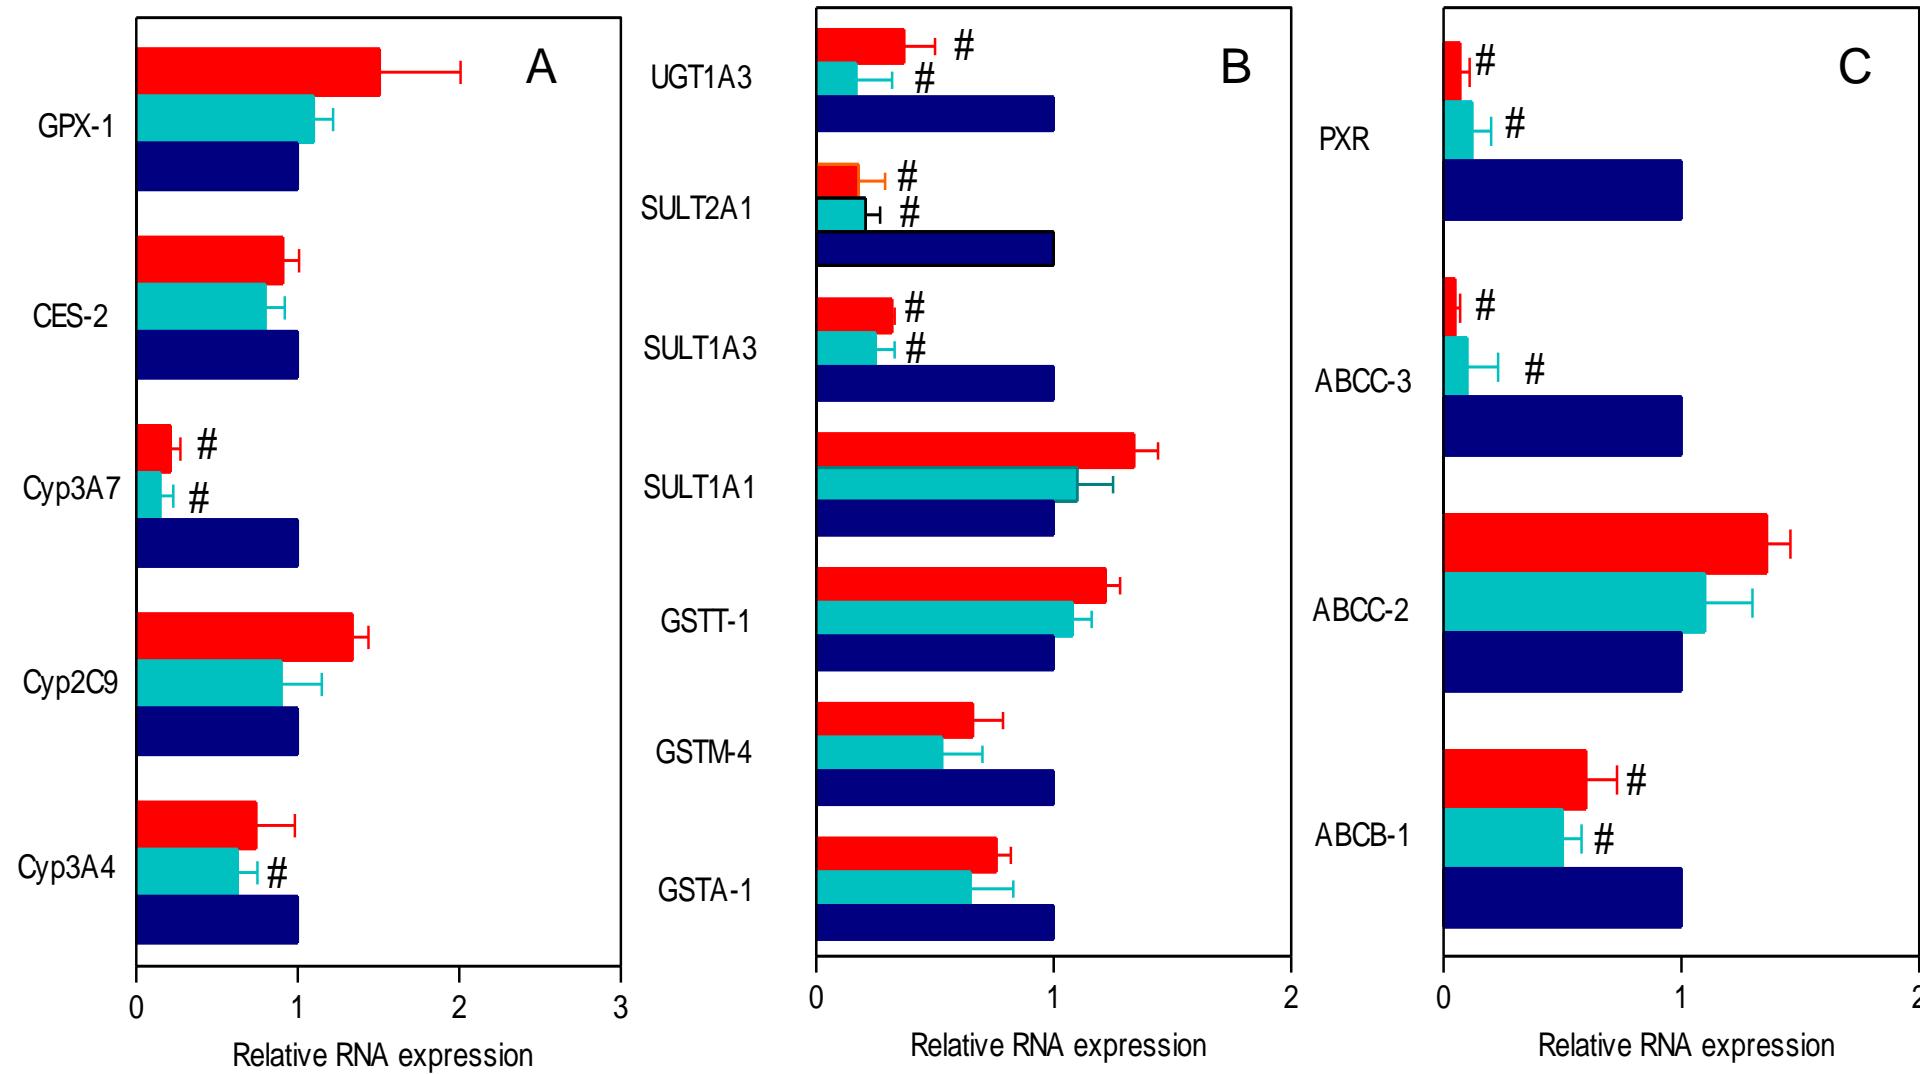 A
GPX-1
#
CES-2
Cyp3A7
#
#
Cyp2C9
Cyp3A4
#
0
1
2
3
Relative RNA expression
B
UGT1A3
#
#
SULT2A1
#
#
SULT1A3
#
#
SULT1A1
GSTT-1
GSTM-4
GSTA-1
0
1
2
Relative RNA expression
C
PXR
#
#
ABCC-3
#
#
ABCC-2
ABCB-1
#
#
0
1
2
Relative RNA expression